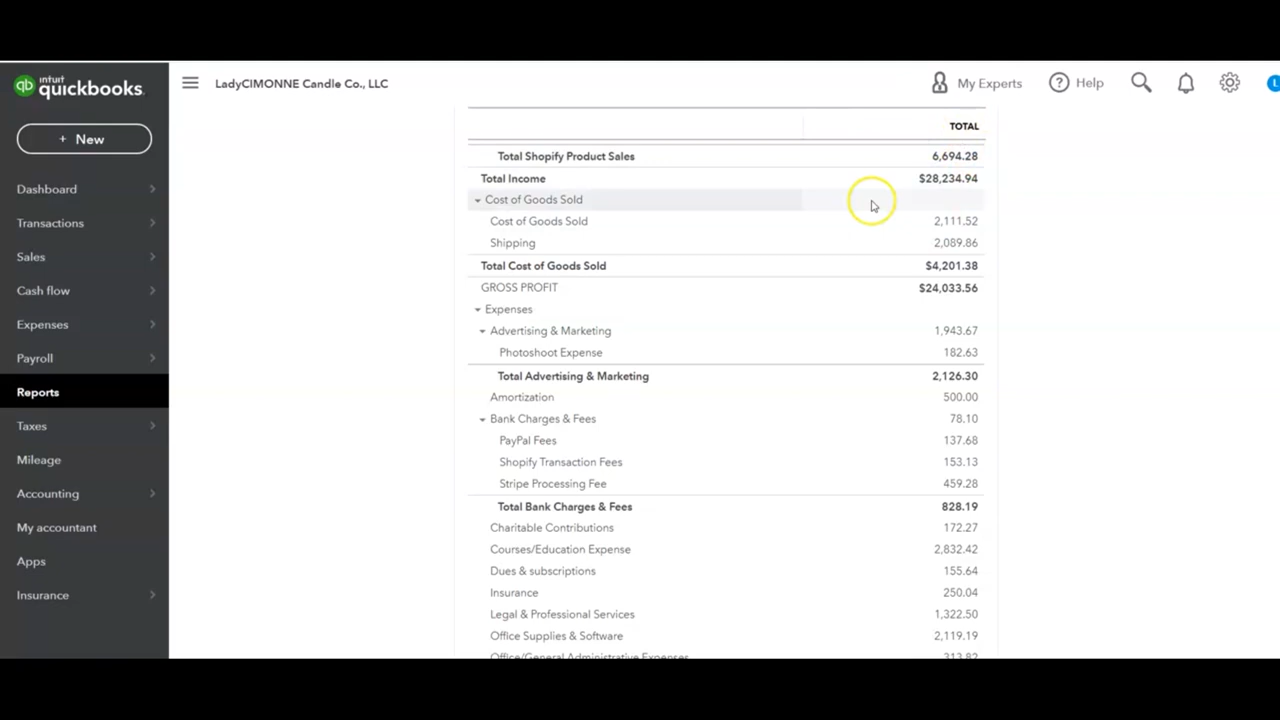 intuit
quickbooks.
LadyCIMONNE Candle Co., LLC
My Experts
Help
L
+ New
Dashboard
Transactions
Sales
Cash flow
Expenses
Payroll
Reports
Taxes
Mileage
Accounting
My accountant
Apps
Insurance
TOTAL
Total Shopify Product Sales 6,694.28
Total Income $28,234.94
Cost of Goods Sold
Cost of Goods Sold 2,111.52
Shipping 2,089.86
Total Cost of Goods Sold $4,201.38
GROSS PROFIT $24,033.56
Expenses
Advertising & Marketing 1,943.67
Photoshoot Expense 182.63
Total Advertising & Marketing 2,126.30
Amortization 500.00
Bank Charges & Fees 78.10
PayPal Fees 137.68
Shopify Transaction Fees 153.13
Stripe Processing Fee 459.28
Total Bank Charges & Fees 828.19
Charitable Contributions 172.27
Courses/Education Expense 2,832.42
Dues & subscriptions 155.64
Insurance 250.04
Legal & Professional Services 1,322.50
Office Supplies & Software 2,119.19
Office/General Administrative Expenses 313.82